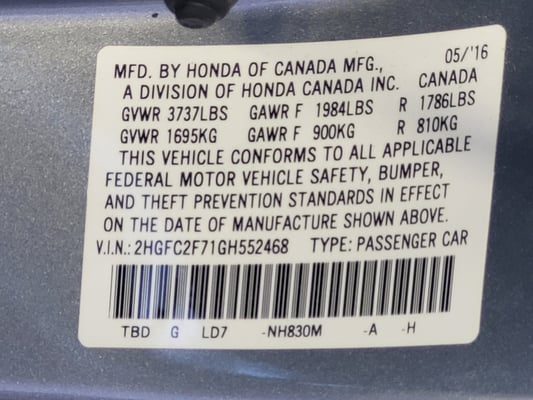 05/'16
MFD. BY HONDA OF CANADA MFG.,
A DIVISION OF HONDA CANADA INC. CANADA
GVWR 3737LBS GAWR F 1984LBS R 1786LBS
GVWR 1695KG GAWR F 900KG R 810KG
THIS VEHICLE CONFORMS TO ALL APPLICABLE
FEDERAL MOTOR VEHICLE SAFETY, BUMPER,
AND THEFT PREVENTION STANDARDS IN EFFECT
ON THE DATE OF MANUFACTURE SHOWN ABOVE.
V.I.N.: 2HGFC2F71GH552468 TYPE: PASSENGER CAR
TBD G LD7 -NH830M -A -H